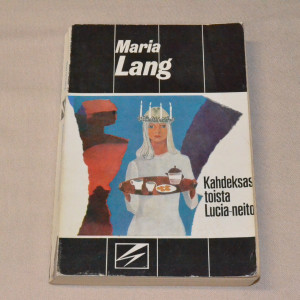 Maria
Lang
Kahdeksas
toista
Lucia-neito